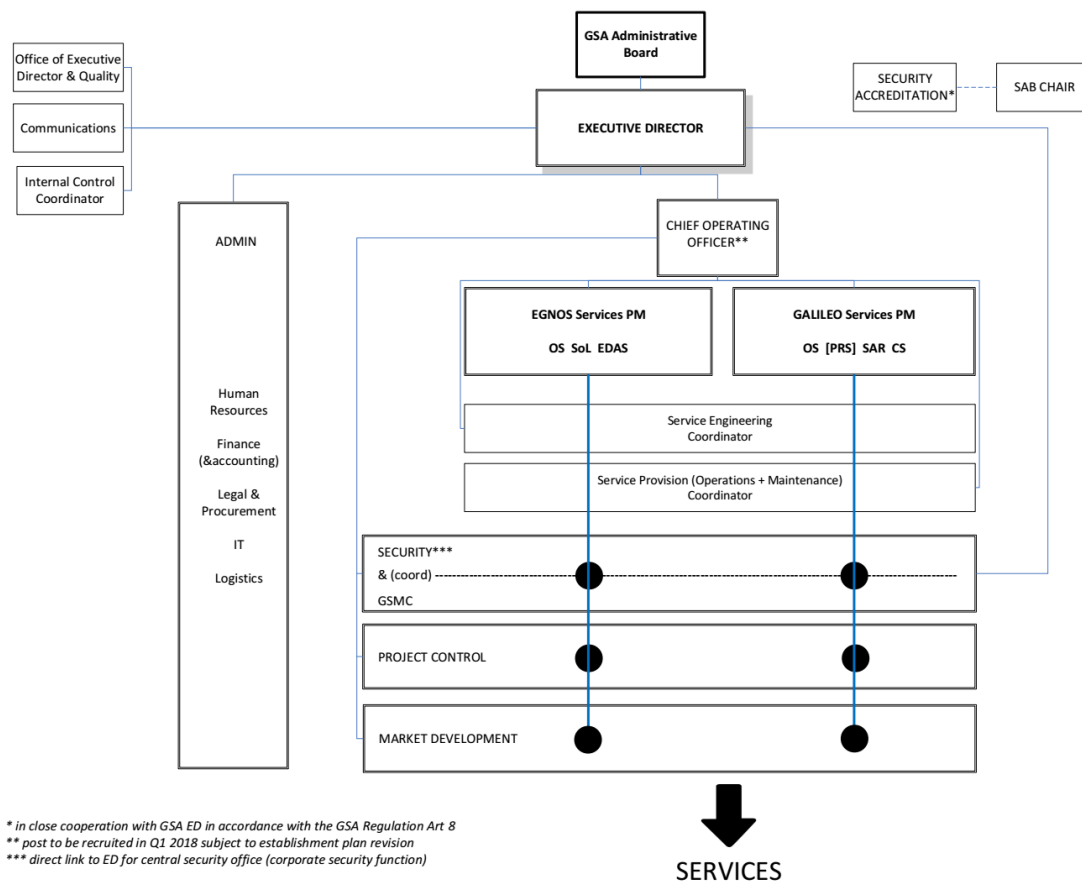 GSA Administrative
Board
Office of Executive
Director & Quality
SECURITY
ACCREDITATION*
SAB CHAIR
Communications
EXECUTIVE DIRECTOR
Internal Control
Coordinator
ADMIN
CHIEF OPERATING
OFFICER**
EGNOS Services PM
OS SoL EDAS
GALILEO Services PM
OS [PRS] SAR CS
Human
Resources
Finance
(&accounting)
Legal &
Procurement
IT
Logistics
Service Engineering
Coordinator
Service Provision (Operations + Maintenance)
Coordinator
SECURITY***
& (coord)
GSMC
PROJECT CONTROL
MARKET DEVELOPMENT
* in close cooperation with GSA ED in accordance with the GSA Regulation Art 8
** post to be recruited in Q1 2018 subject to establishment plan revision
*** direct link to ED for central security office (corporate security function)
SERVICES